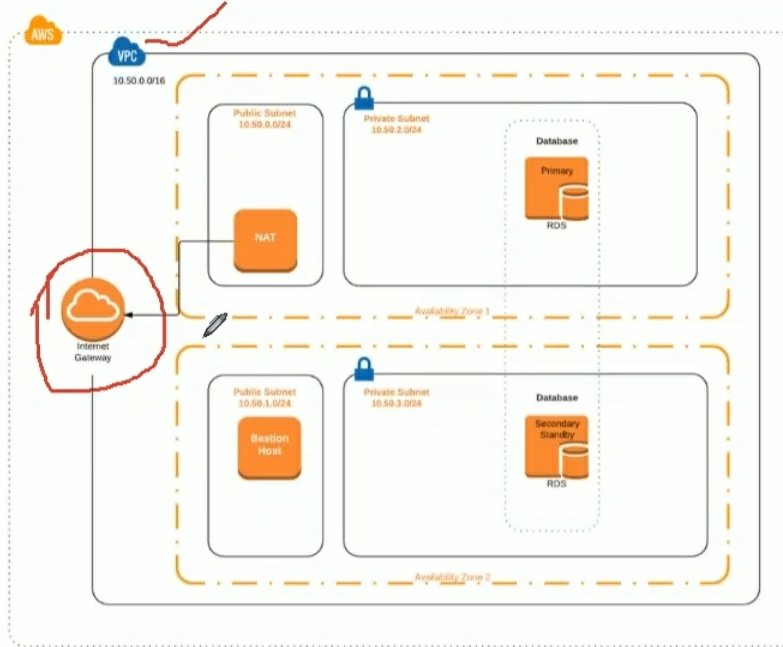 AWS
VPC
10.50.0.0/16
Public Subnet
10.50.0.0/24
Private Subnet
10.50.2.0/24
Database
Primary
RDS
NAT
Availability Zone 1
Internet
Gateway
Public Subnet
10.50.1.0/24
Private Subnet
10.50.3.0/24
Database
Bastion
Host
Secondary
Standby
RDS
Availability Zone 2